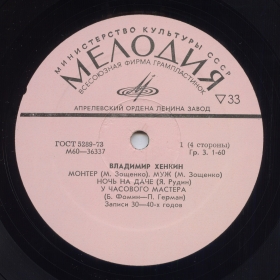 МИНИСТЕРСТВО КУЛЬТУРЫ СССР
МЕЛОДИЯ
ВСЕСОЮЗНАЯ ФИРМА ГРАМПЛАСТИНОК
▽33
АПРЕЛЕВСКИЙ ОРДЕНА ЛЕНИНА ЗАВОД
ГОСТ 5289-73
М60—36337
1 (4 стороны)
Гр. 3. 1-60
ВЛАДИМИР ХЕНКИН
МОНТЕР (М. Зощенко). МУЖ (М. Зощенко)
НОЧЬ НА ДАЧЕ (Я. Рудин)
У ЧАСОВОГО МАСТЕРА
(Б. Фомин—П. Герман)
Записи 30—40-х годов